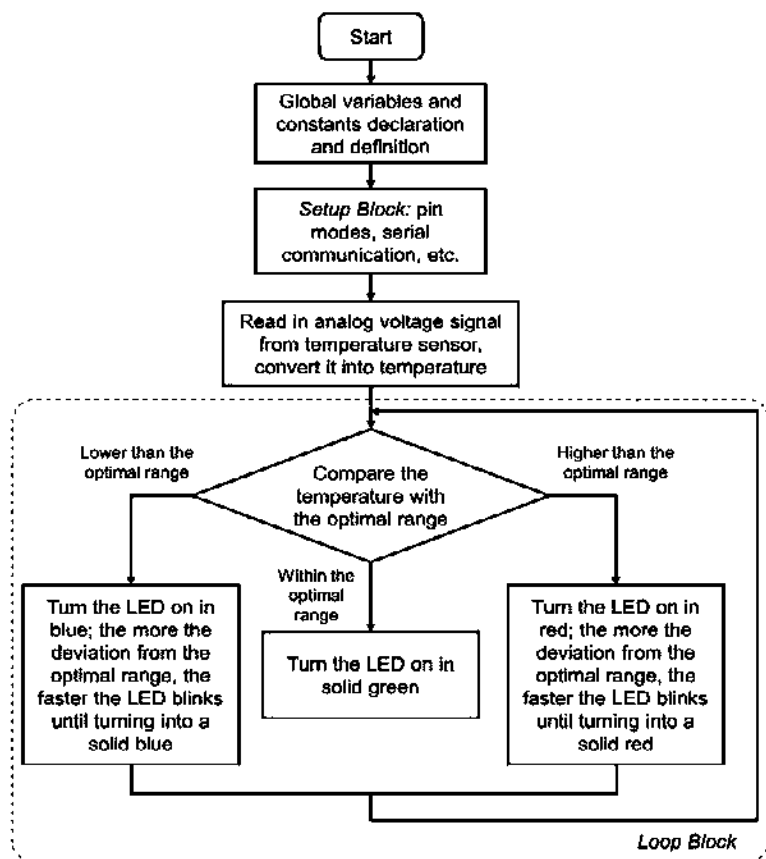 Start
Global variables and
constants declaration
and definition
Setup Block: pin
modes, serial
communication, etc.
Read in analog voltage signal
from temperature sensor,
convert it into temperature
Lower than the
optimal range
Higher than the
optimal range
Compare the
temperature with
the optimal range
Within the
optimal
range
Turn the LED on in
blue; the more the
deviation from the
optimal range, the
faster the LED blinks
until turning into a
solid blue
Turn the LED on in
solid green
Turn the LED on in
red; the more the
deviation from the
optimal range, the
faster the LED blinks
until turning into a
solid red
Loop Block